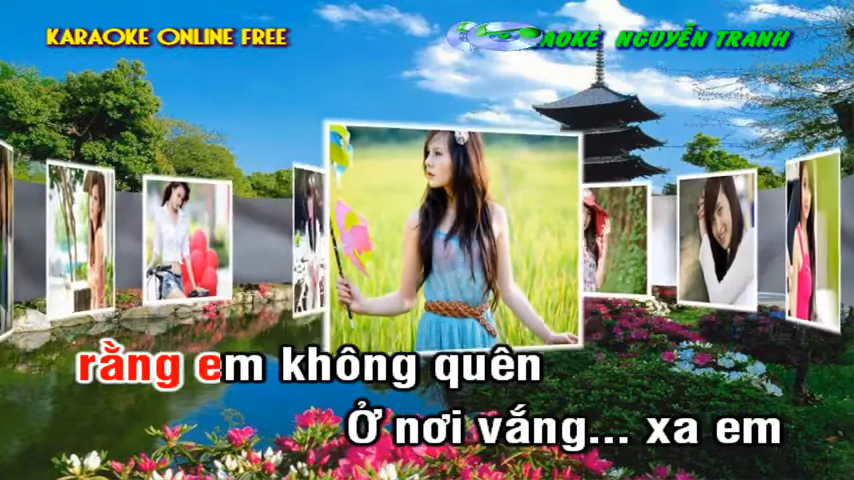 KARAOKE ONLINE FREE
AOKE NGUYỄN TRANH
rằng em không quên
Ở nơi vắng... xa em